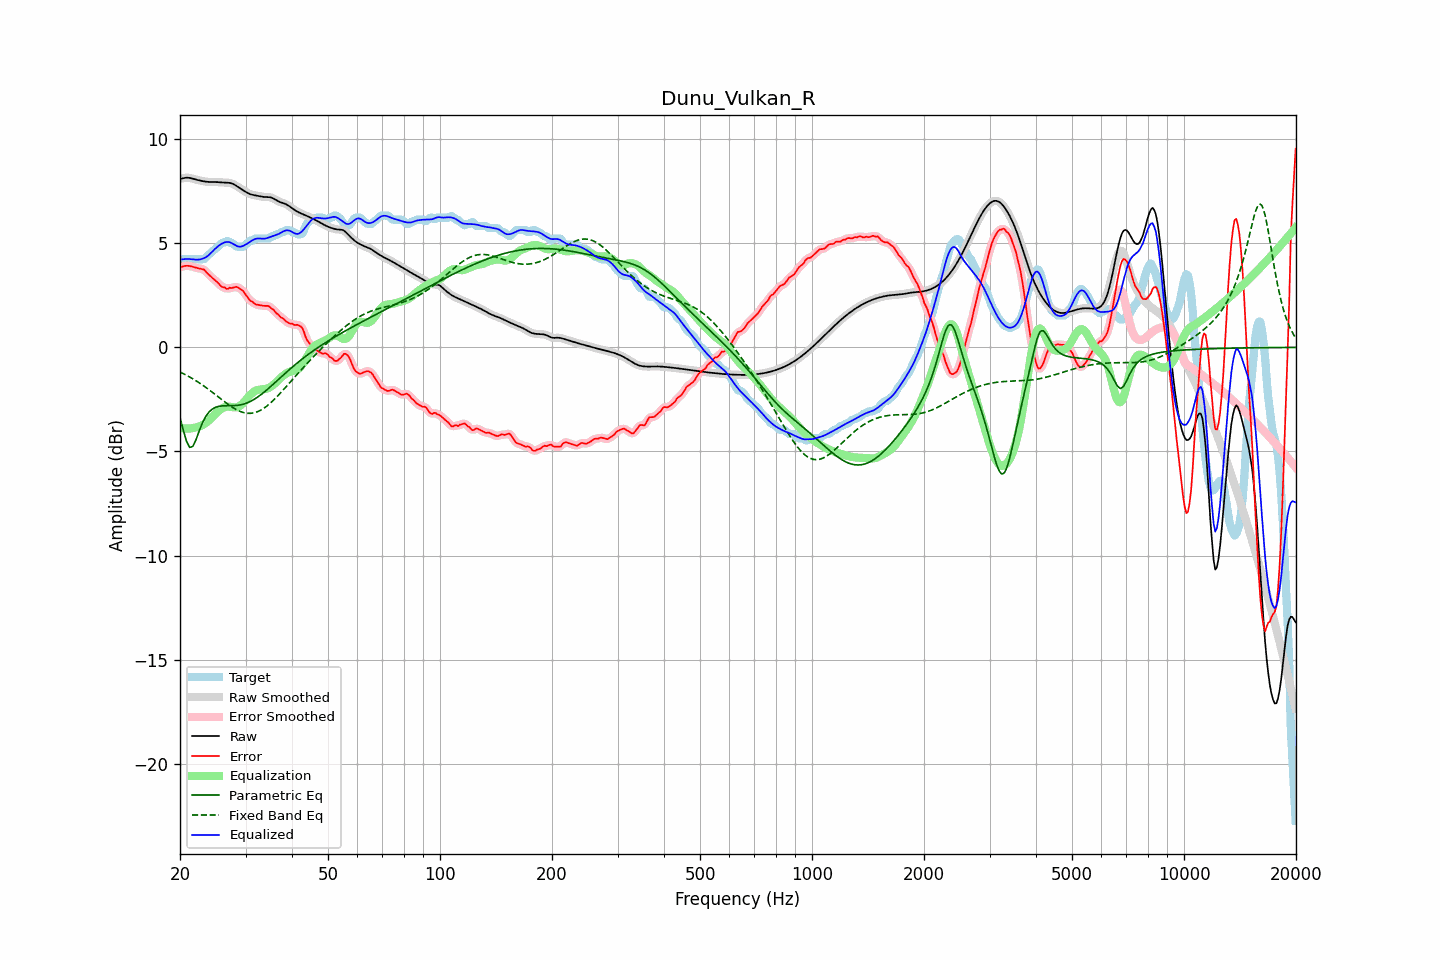 Dunu_Vulkan_R
10
5
0
−5
−10
−15
−20
Amplitude (dBr)
Target
Raw Smoothed
Error Smoothed
Raw
Error
Equalization
Parametric Eq
Fixed Band Eq
Equalized
20 50 100 200 500 1000 2000 5000 10000 20000
Frequency (Hz)